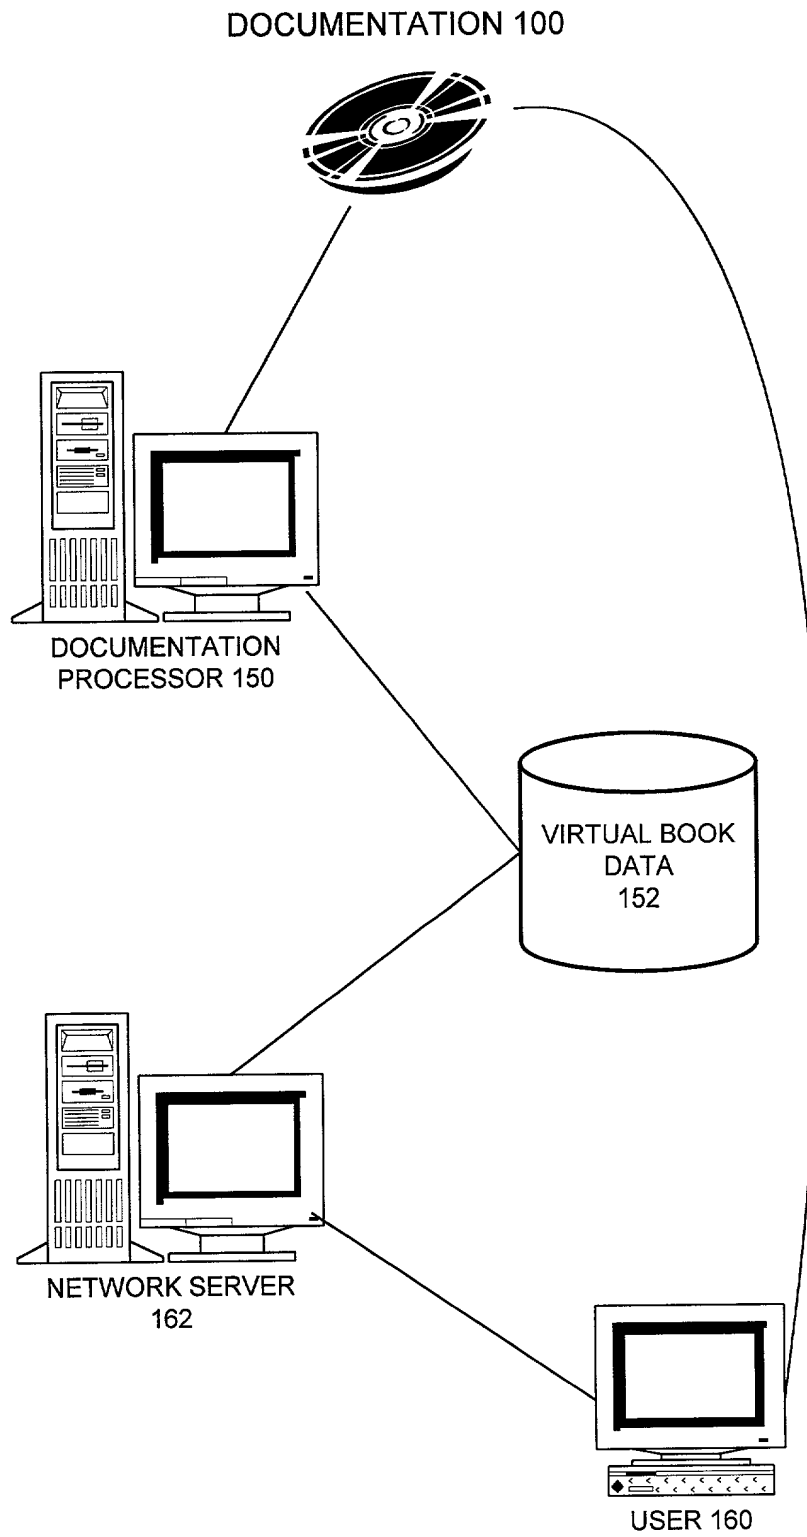 DOCUMENTATION 100
DOCUMENTATION
PROCESSOR 150
VIRTUAL BOOK
DATA
152
NETWORK SERVER
162
USER 160